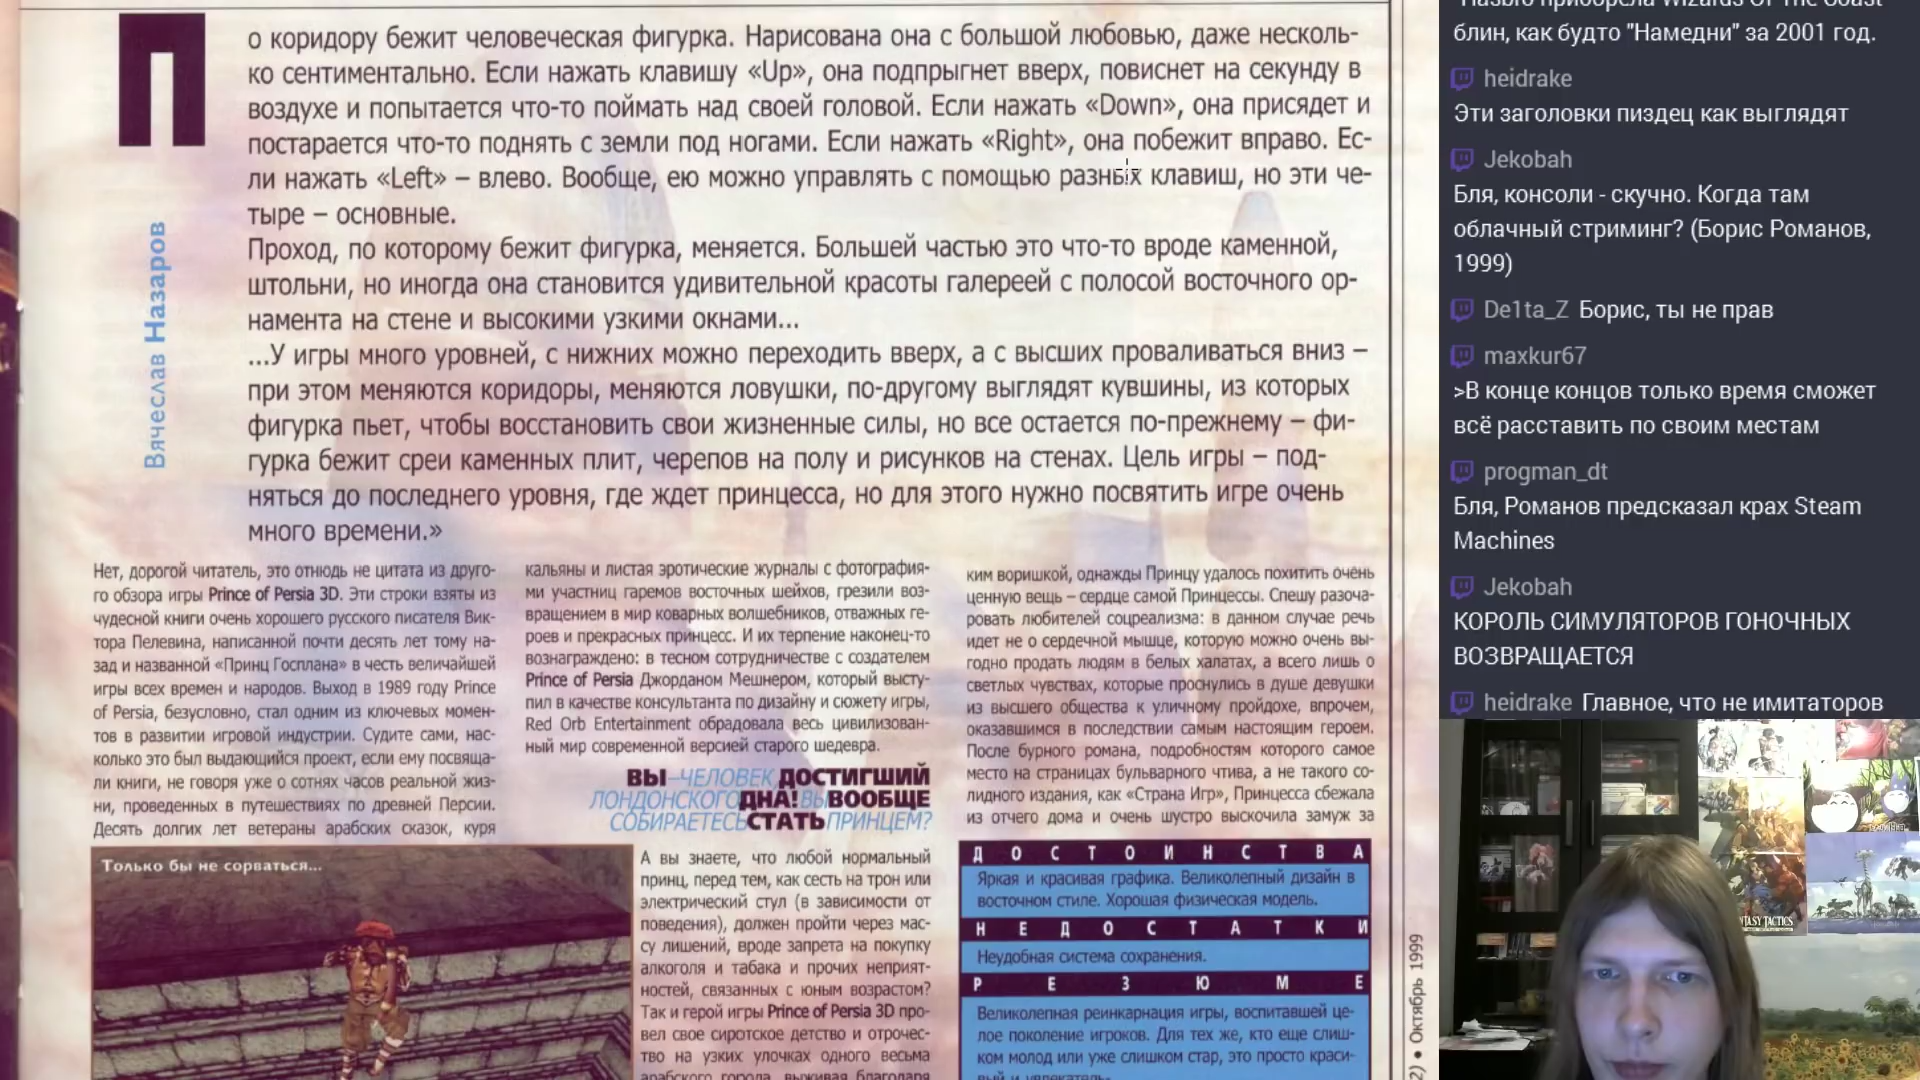 По коридору бежит человеческая фигурка. Нарисована она с большой любовью, даже несколь-
ко сентиментально. Если нажать клавишу «Up», она подпрыгнет вверх, повиснет на секунду в
воздухе и попытается что-то поймать над своей головой. Если нажать «Down», она присядет и
постарается что-то поднять с земли под ногами. Если нажать «Right», она побежит вправо. Ес-
ли нажать «Left» – влево. Вообще, ею можно управлять с помощью разных клавиш, но эти че-
тыре – основные.
Проход, по которому бежит фигурка, меняется. Большей частью это что-то вроде каменной,
штольни, но иногда она становится удивительной красоты галереей с полосой восточного ор-
намента на стене и высокими узкими окнами...
...У игры много уровней, с нижних можно переходить вверх, а с высших проваливаться вниз –
при этом меняются коридоры, меняются ловушки, по-другому выглядят кувшины, из которых
фигурка пьет, чтобы восстановить свои жизненные силы, но все остается по-прежнему – фи-
гурка бежит среи каменных плит, черепов на полу и рисунков на стенах. Цель игры – под-
няться до последнего уровня, где ждет принцесса, но для этого нужно посвятить игре очень
много времени.»
Вячеслав Назаров
Нет, дорогой читатель, это отнюдь не цитата из друго-
го обзора игры Prince of Persia 3D. Эти строки взяты из
чудесной книги очень хорошего русского писателя Вик-
тора Пелевина, написанной почти десять лет тому на-
зад и названной «Принц Госплана» в честь величайшей
игры всех времен и народов. Выход в 1989 году Prince
of Persia, безусловно, стал одним из ключевых момен-
тов в развитии игровой индустрии. Судите сами, нас-
колько это был выдающийся проект, если ему посвяща-
ли книги, не говоря уже о сотнях часов реальной жиз-
ни, проведенных в путешествиях по древней Персии.
Десять долгих лет ветераны арабских сказок, куря
Только бы не сорваться...
кальяны и листая эротические журналы с фотография-
ми участниц гаремов восточных шейхов, грезили воз-
вращением в мир коварных волшебников, отважных ге-
роев и прекрасных принцесс. И их терпение наконец-то
вознаграждено: в тесном сотрудничестве с создателем
Prince of Persia Джорданом Мешнером, который высту-
пил в качестве консультанта по дизайну и сюжету игры,
Red Orb Entertainment обрадовала весь цивилизован-
ный мир современной версией старого шедевра.
ВЫ – ЧЕЛОВЕК, ДОСТИГШИЙ
ЛОНДОНСКОГО ДНА! ВЫ ВООБЩЕ
СОБИРАЕТЕСЬ СТАТЬ ПРИНЦЕМ?
А вы знаете, что любой нормальный
принц, перед тем, как сесть на трон или
электрический стул (в зависимости от
поведения), должен пройти через мас-
су лишений, вроде запрета на покупку
алкоголя и табака и прочих неприят-
ностей, связанных с юным возрастом?
Так и герой игры Prince of Persia 3D про-
вел свое сиротское детство и отрочес-
тво на узких улочках одного весьма
арабского города, выживая благодаря
ким воришкой, однажды Принцу удалось похитить очень
ценную вещь – сердце самой Принцессы. Спешу разоча-
ровать любителей соцреализма: в данном случае речь
идет не о сердечной мышце, которую можно очень вы-
годно продать людям в белых халатах, а всего лишь о
светлых чувствах, которые проснулись в душе девушки
из высшего общества к уличному пройдохе, впрочем,
оказавшимся в последствии самым настоящим героем.
После бурного романа, подробностям которого самое
место на страницах бульварного чтива, а не такого со-
лидного издания, как «Страна Игр», Принцесса сбежала
из отчего дома и очень шустро выскочила замуж за
ДОСТОИНСТВА
Яркая и красивая графика. Великолепный дизайн в
восточном стиле. Хорошая физическая модель.
НЕДОСТАТКИ
Неудобная система сохранения.
РЕЗЮМЕ
Великолепная реинкарнация игры, воспитавшей це-
лое поколение игроков. Для тех же, кто еще слиш-
ком молод или уже слишком стар, это просто краси-
вый и увлекатель-
2) • Октябрь 1999
"Hasbro приобрела Wizards Of The Coast"
блин, как будто "Намедни" за 2001 год.
heidrake
Эти заголовки пиздец как выглядят
Jekobah
Бля, консоли - скучно. Когда там
облачный стриминг? (Борис Романов,
1999)
De1ta_Z Борис, ты не прав
maxkur67
>В конце концов только время сможет
всё расставить по своим местам
progman_dt
Бля, Романов предсказал крах Steam
Machines
Jekobah
КОРОЛЬ СИМУЛЯТОРОВ ГОНОЧНЫХ
ВОЗВРАЩАЕТСЯ
heidrake Главное, что не имитаторов